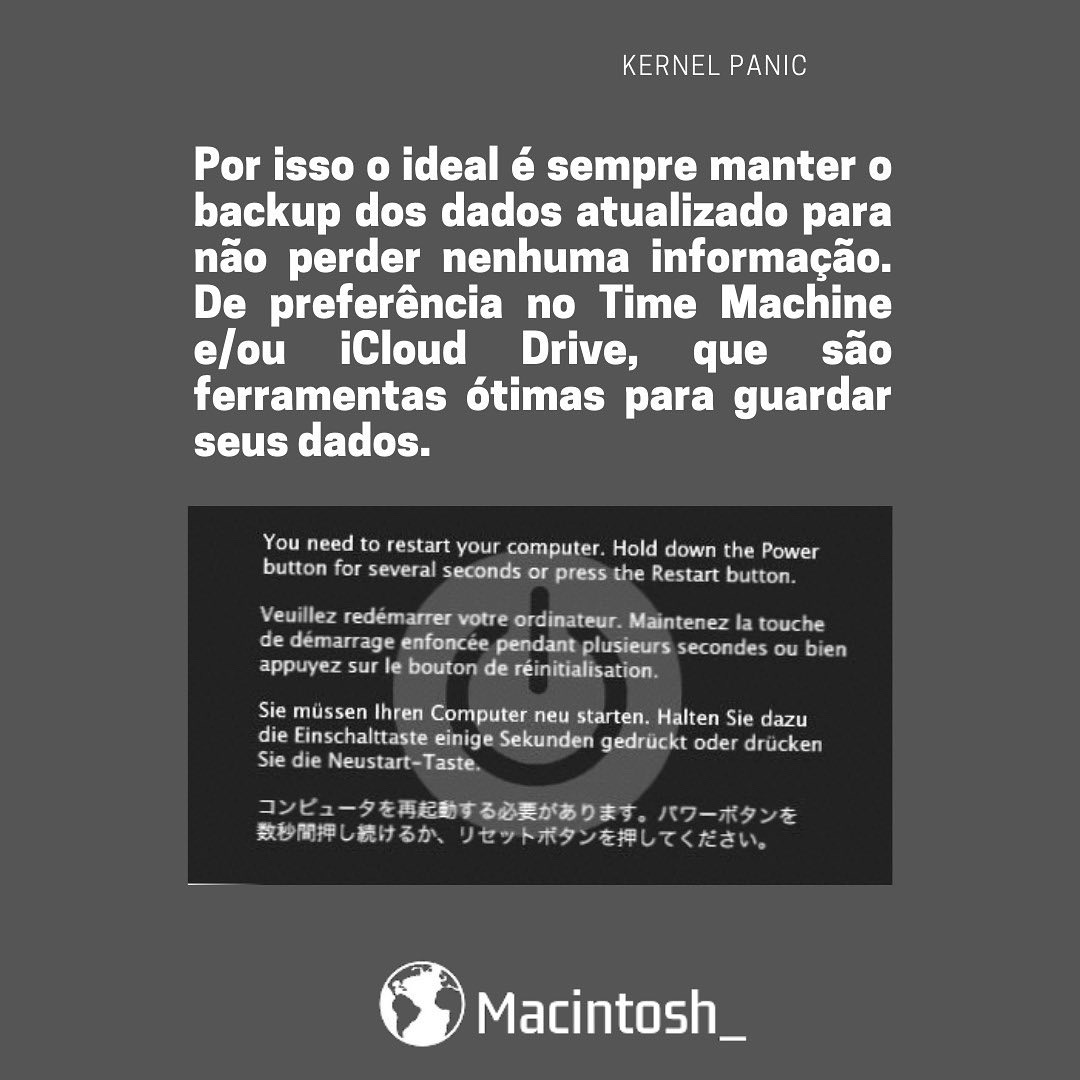 KERNEL PANIC
Por isso o ideal é sempre manter o
backup dos dados atualizado para
não perder nenhuma informação.
De preferência no Time Machine
e/ou iCloud Drive, que são
ferramentas ótimas para guardar
seus dados.
You need to restart your computer. Hold down the Power
button for several seconds or press the Restart button.
Veuillez redémarrer votre ordinateur. Maintenez la touche
de démarrage enfoncée pendant plusieurs secondes ou bien
appuyez sur le bouton de réinitialisation.
Sie müssen Ihren Computer neu starten. Halten Sie dazu
die Einschalttaste einige Sekunden gedrückt oder drücken
Sie die Neustart-Taste.
コンピュータを再起動する必要があります。パワーボタンを
数秒間押し続けるか、リセットボタンを押してください。
Macintosh_